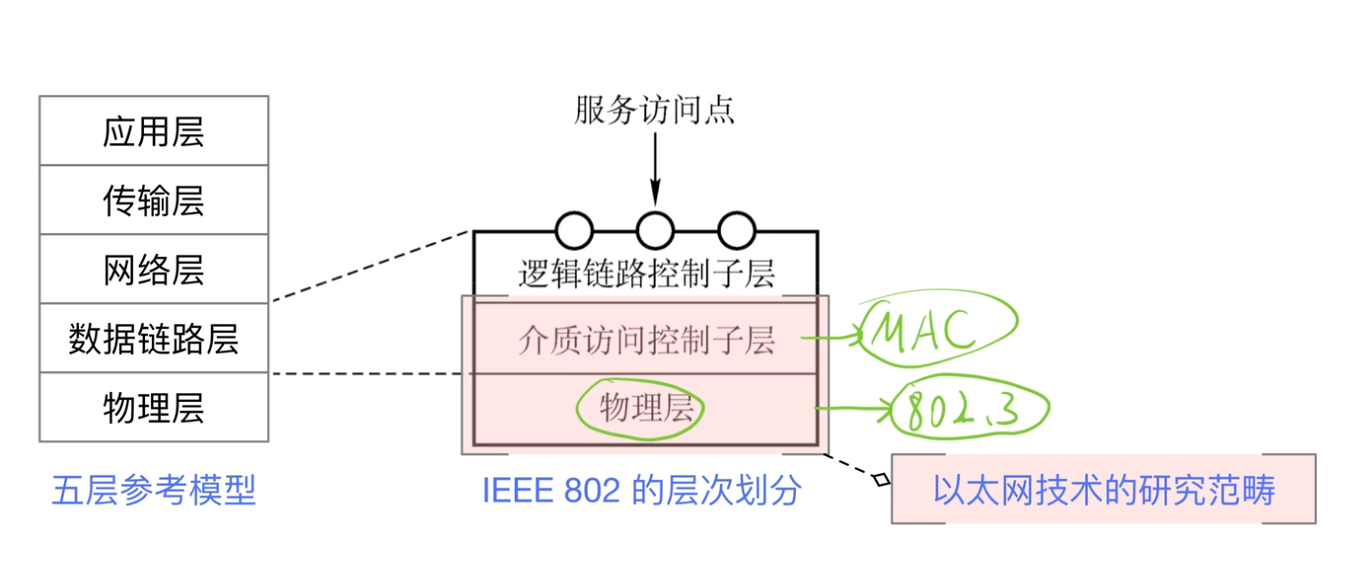 应用层
传输层
网络层
数据链路层
物理层
五层参考模型
服务访问点
逻辑链路控制子层
介质访问控制子层
物理层
IEEE 802 的层次划分
MAC
802.3
以太网技术的研究范畴